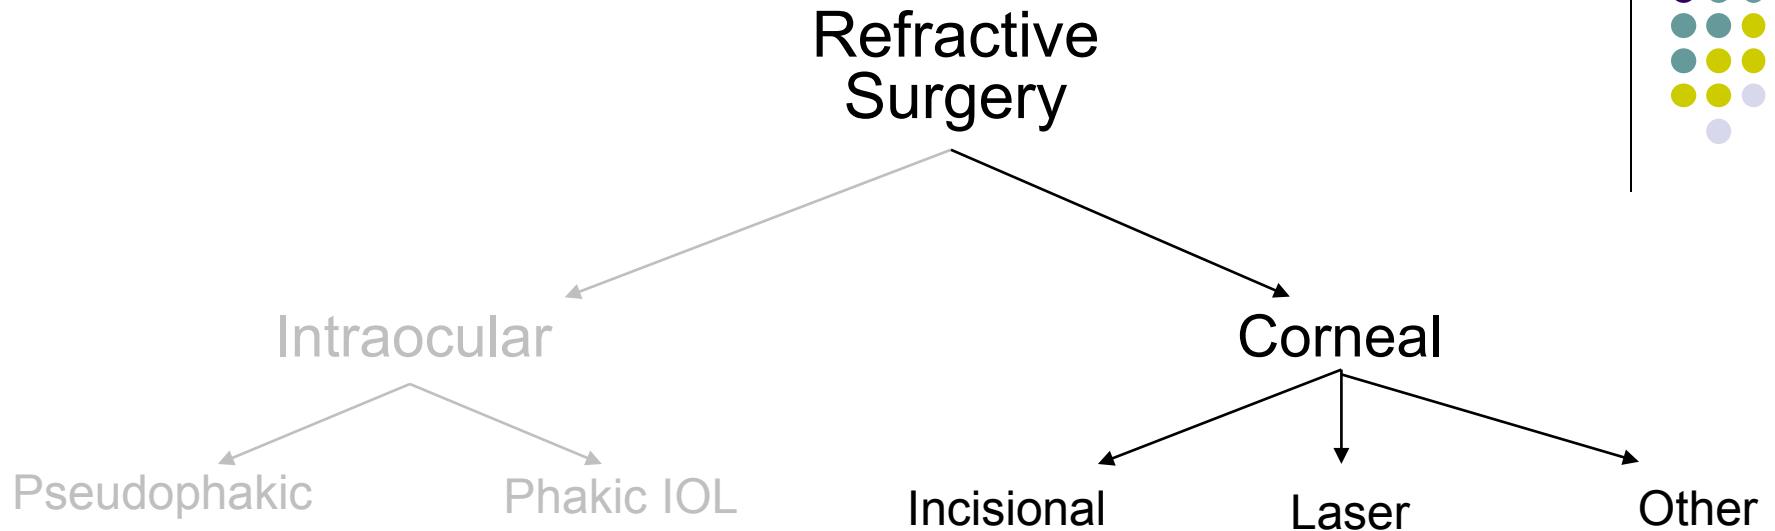 Refractive
Surgery
Intraocular
Corneal
Pseudophakic
Phakic IOL
Incisional
Laser
Other